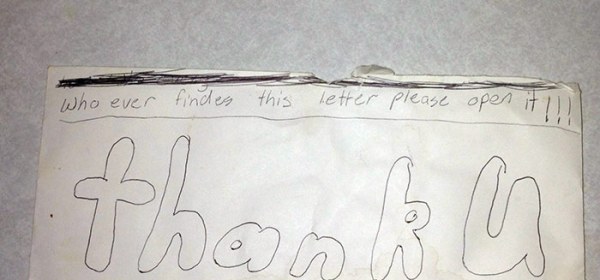 who ever findes this letter please open it!!!
thank u